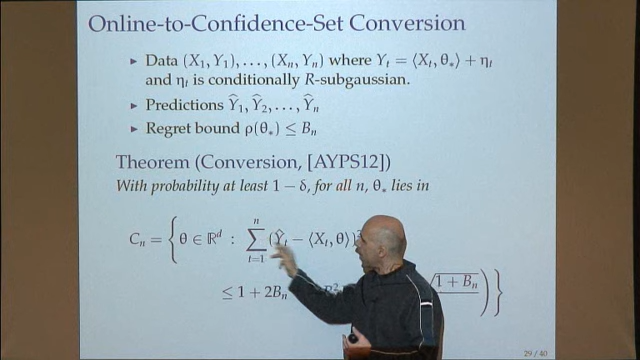 Online-to-Confidence-Set Conversion
▸ Data (X₁, Y₁), . . . , (Xₙ, Yₙ) where Yₜ = ⟨Xₜ, θ∗⟩ + ηₜ
and ηₜ is conditionally R-subgaussian.
▸ Predictions Ŷ₁, Ŷ₂, . . . , Ŷₙ
▸ Regret bound ρ(θ∗) ≤ Bₙ
Theorem (Conversion, [AYPS12])
With probability at least 1 − δ, for all n, θ∗ lies in
Cₙ = { θ ∈ ℝᵈ : ∑ₜ₌₁ⁿ (Ŷₜ − ⟨Xₜ, θ⟩)²
≤ 1 + 2Bₙ √1 + Bₙ ) }
29 / 40